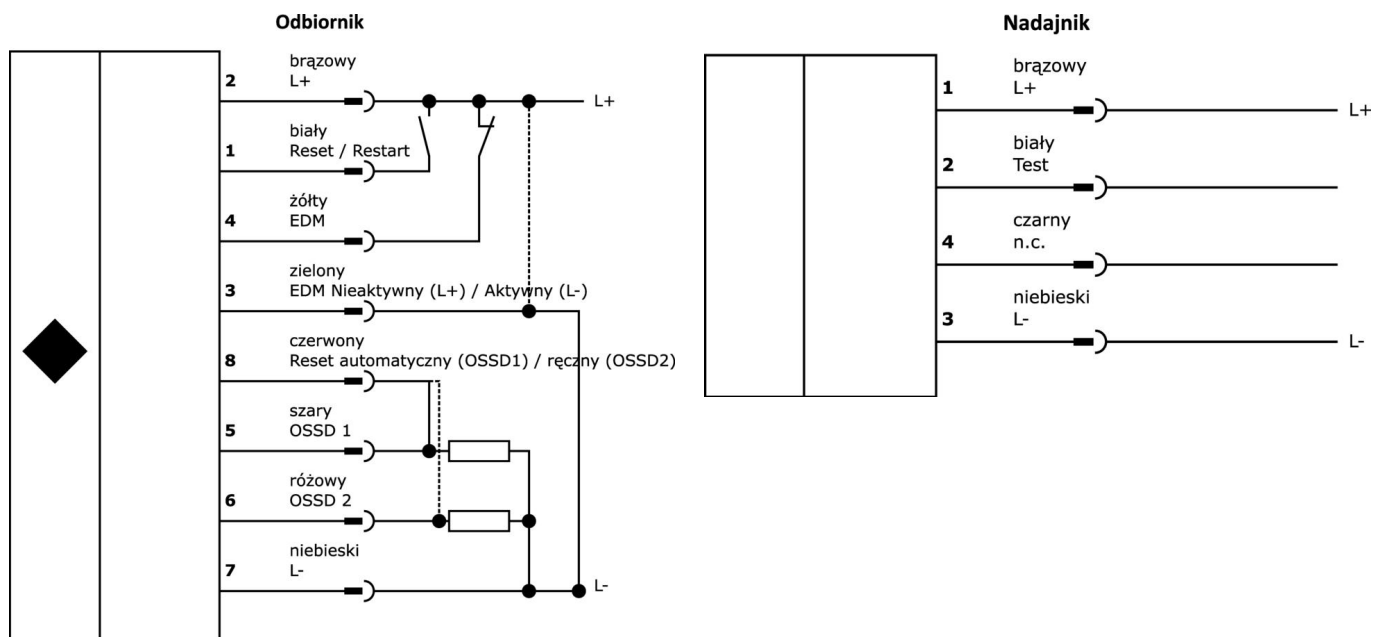 Odbiornik
brązowy
2 L+
L+
biały
1 Reset / Restart
żółty
4 EDM
zielony
3 EDM Nieaktywny (L+) / Aktywny (L-)
czerwony
8 Reset automatyczny (OSSD1) / ręczny (OSSD2)
szary
5 OSSD 1
różowy
6 OSSD 2
niebieski
7 L-
L-
Nadajnik
brązowy
1 L+
L+
biały
2 Test
czarny
4 n.c.
niebieski
3 L-
L-